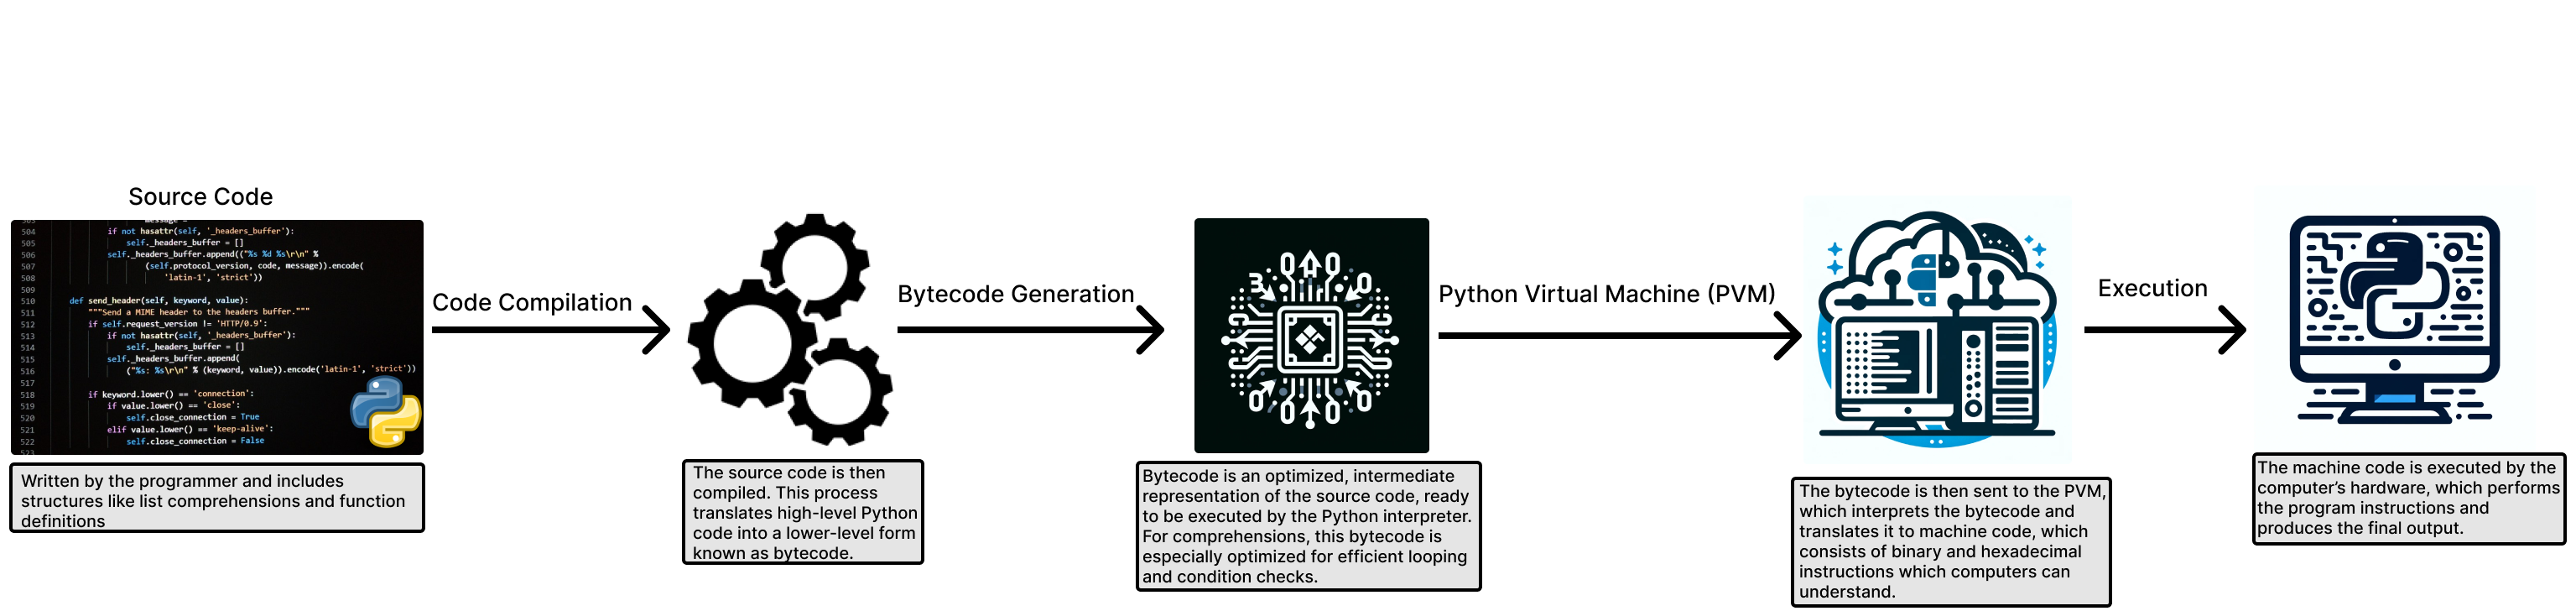 Source Code
message =
504 if not hasattr(self, '_headers_buffer'):
505 self._headers_buffer = []
506 self._headers_buffer.append(("%s %d %s\r\n" %
507 (self.protocol_version, code, message)).encode(
508 'latin-1', 'strict'))
509
510 def send_header(self, keyword, value):
511 """Send a MIME header to the headers buffer."""
512 if self.request_version != 'HTTP/0.9':
513 if not hasattr(self, '_headers_buffer'):
514 self._headers_buffer = []
515 self._headers_buffer.append(
516 ("%s: %s\r\n" % (keyword, value)).encode('latin-1', 'strict'))
517
518 if keyword.lower() == 'connection':
519 if value.lower() == 'close':
520 self.close_connection = True
521 elif value.lower() == 'keep-alive':
522 self.close_connection = False
523
Written by the programmer and includes
structures like list comprehensions and function
definitions
Code Compilation
The source code is then
compiled. This process
translates high-level Python
code into a lower-level form
known as bytecode.
Bytecode Generation
Bytecode is an optimized, intermediate
representation of the source code, ready
to be executed by the Python interpreter.
For comprehensions, this bytecode is
especially optimized for efficient looping
and condition checks.
Python Virtual Machine (PVM)
The bytecode is then sent to the PVM,
which interprets the bytecode and
translates it to machine code, which
consists of binary and hexadecimal
instructions which computers can
understand.
Execution
The machine code is executed by the
computer's hardware, which performs
the program instructions and
produces the final output.